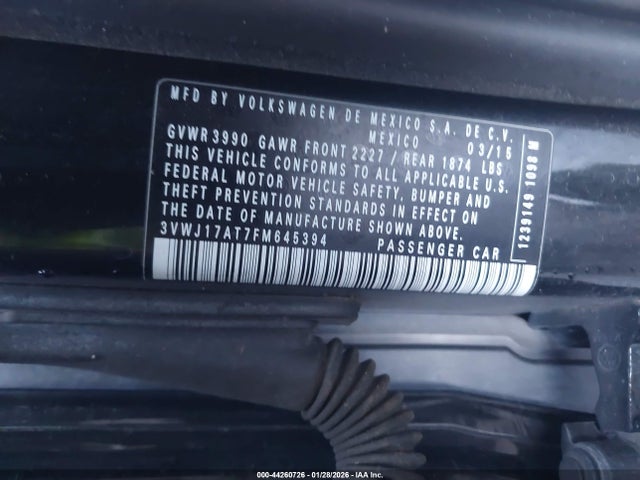 MFD BY VOLKSWAGEN DE MEXICO S.A. DE C.V.
MEXICO 03/15
GVWR 3990 GAWR FRONT 2227 / REAR 1874 LBS
THIS VEHICLE CONFORMS TO ALL APPLICABLE U.S.
FEDERAL MOTOR VEHICLE SAFETY, BUMPER AND
THEFT PREVENTION STANDARDS IN EFFECT ON
THE DATE OF MANUFACTURE SHOWN ABOVE.
3VWJ17AT7FM645394 PASSENGER CAR
1239149 1098 M
000-44260726 - 01/28/2026 - IAA Inc.